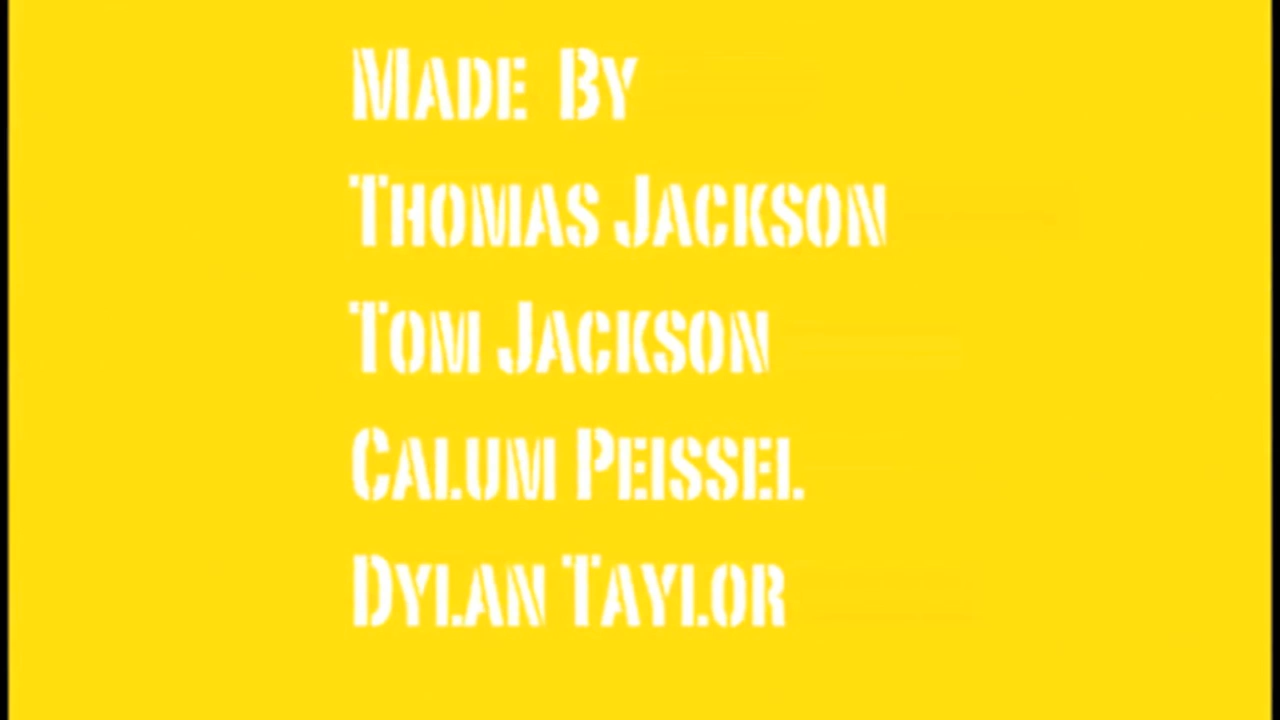 Made By
Thomas Jackson
Tom Jackson
Calum Peissel
Dylan Taylor